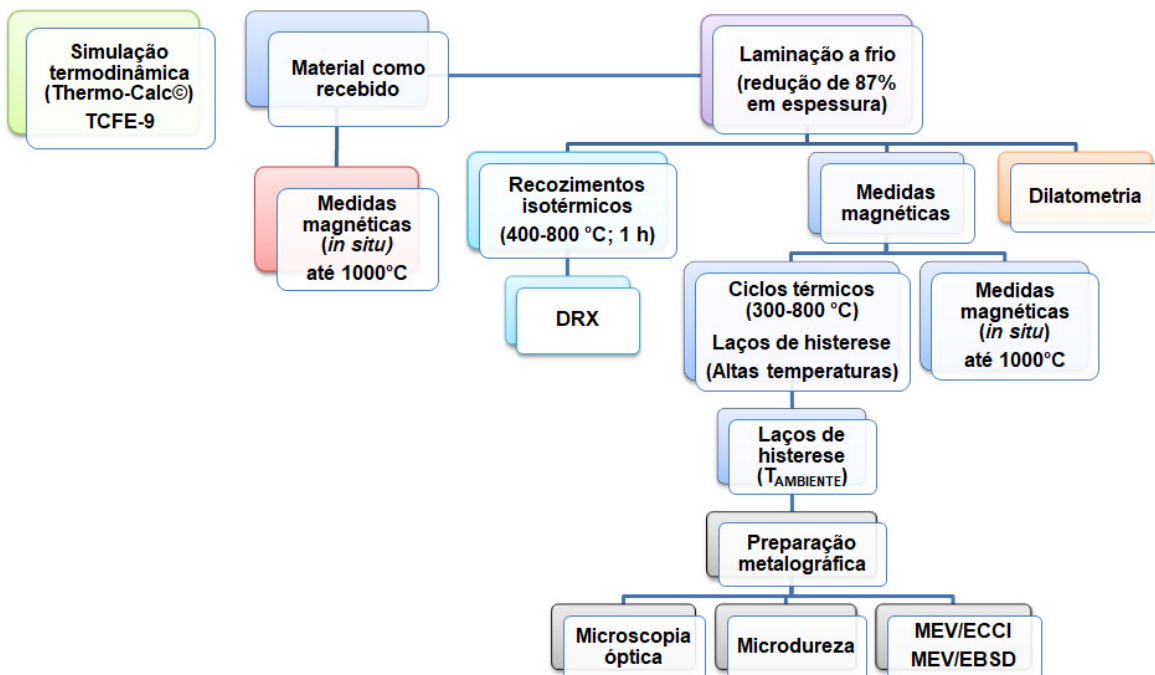 Simulação
termodinâmica
(Thermo-Calc©)
TCFE-9
Material como
recebido
Laminação a frio
(redução de 87%
em espessura)
Medidas
magnéticas
(in situ)
até 1000°C
Recozimentos
isotérmicos
(400-800 °C; 1 h)
Medidas
magnéticas
Dilatometria
DRX
Ciclos térmicos
(300-800 °C)
Laços de histerese
(Altas temperaturas)
Medidas
magnéticas
(in situ)
até 1000°C
Laços de
histerese
(TAMBIENTE)
Preparação
metalográfica
Microscopia
óptica
Microdureza
MEV/ECCI
MEV/EBSD